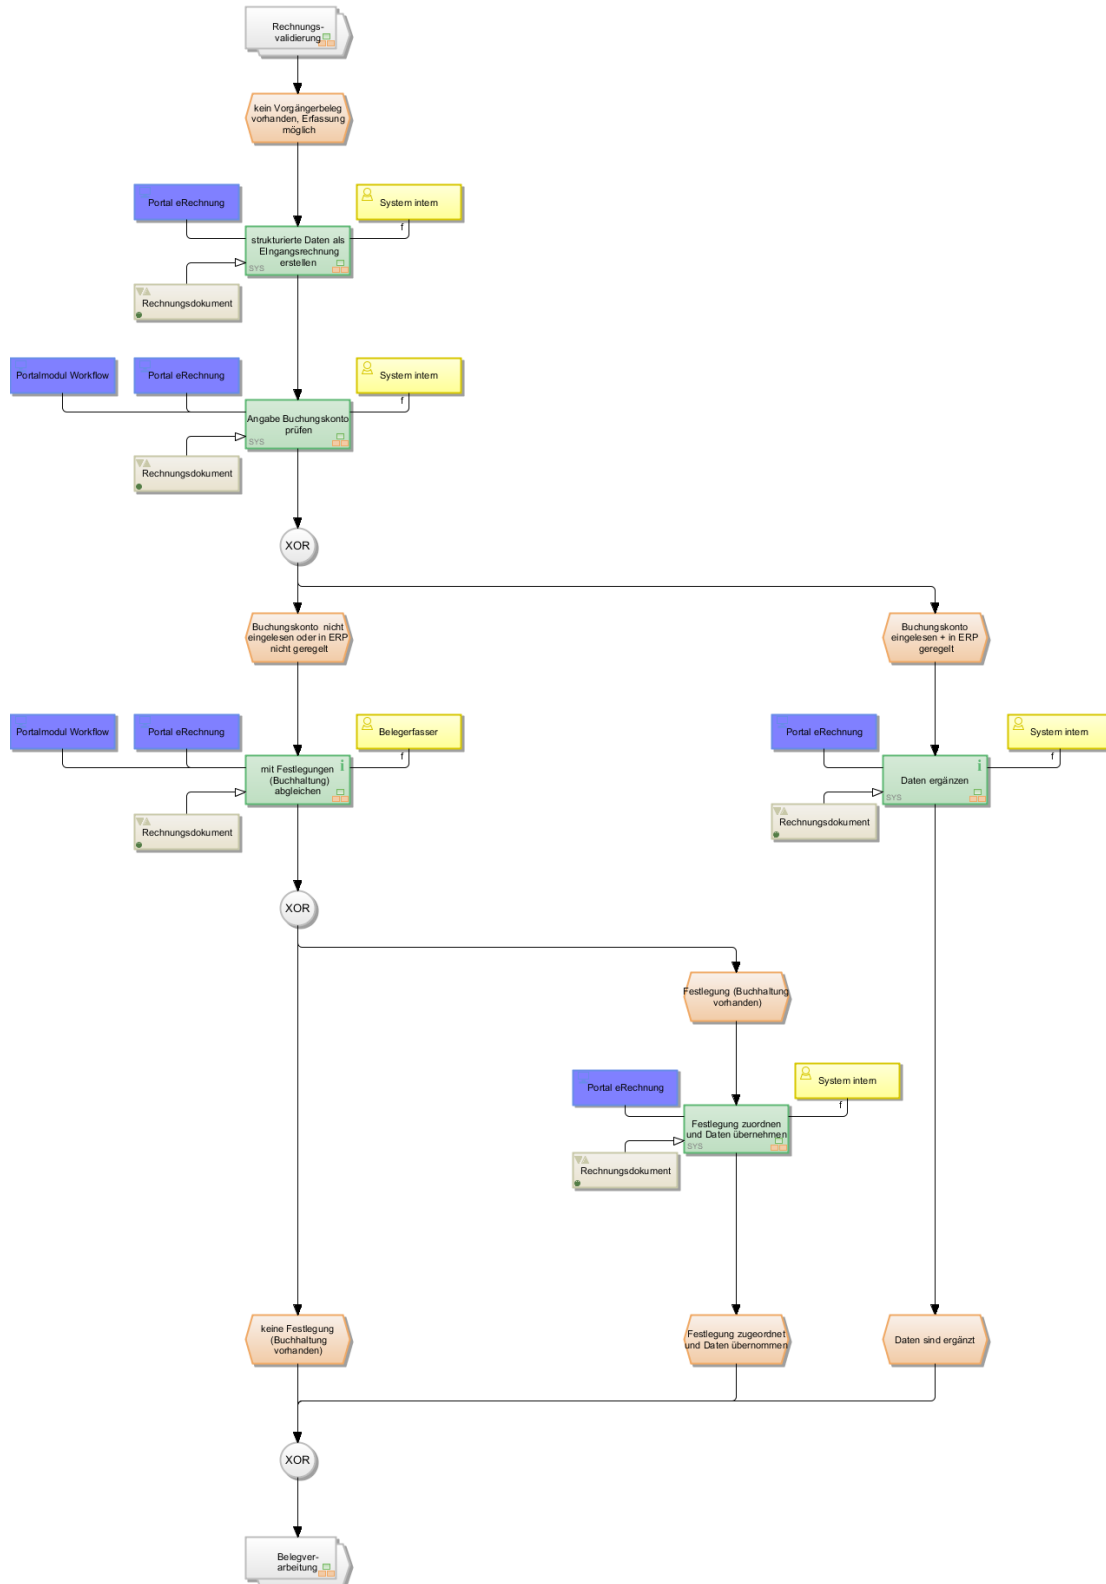 Rechnungs-
validierung
kein Vorgängerbeleg
vorhanden, Erfassung
möglich
Portal eRechnung
System intern
f
strukturierte Daten als
EIngangsrechnung
erstellen
SYS
Rechnungsdokument
Portalmodul Workflow
Portal eRechnung
System intern
f
Angabe Buchungskonto
prüfen
SYS
Rechnungsdokument
XOR
Buchungskonto nicht
eingelesen oder in ERP
nicht geregelt
Buchungskonto
eingelesen + in ERP
geregelt
Portalmodul Workflow
Portal eRechnung
Belegerfasser
f
mit Festlegungen
(Buchhaltung)
abgleichen
Rechnungsdokument
Portal eRechnung
System intern
f
Daten ergänzen
SYS
Rechnungsdokument
XOR
Festlegung (Buchhaltung
vorhanden)
Portal eRechnung
System intern
f
Festlegung zuordnen
und Daten übernehmen
SYS
Rechnungsdokument
keine Festlegung
(Buchhaltung
vorhanden)
Festlegung zugeordnet
und Daten übernommen
Daten sind ergänzt
XOR
Belegver-
arbeitung